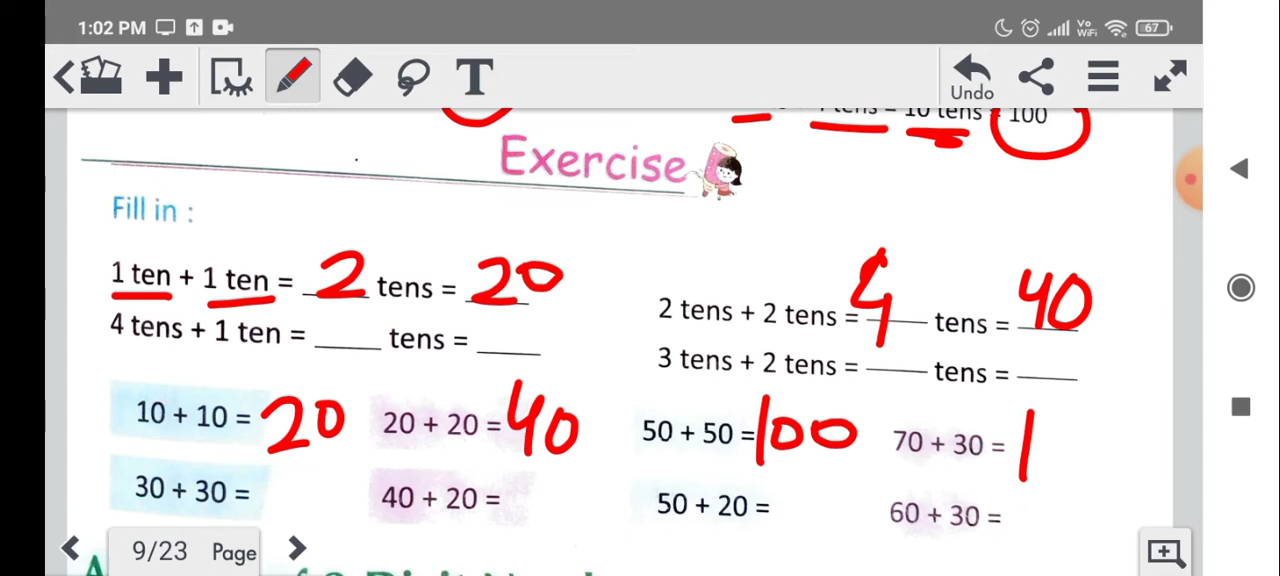 1:02 PM
Vo WiFi 67
Undo
10 tens = 100
Exercise
Fill in :
1 ten + 1 ten = 2 tens = 20
2 tens + 2 tens = 4 tens = 40
4 tens + 1 ten = ____ tens = ____
3 tens + 2 tens = ____ tens = ____
10 + 10 = 20
20 + 20 = 40
50 + 50 = 100
70 + 30 = 1
30 + 30 =
40 + 20 =
50 + 20 =
60 + 30 =
9/23 Page